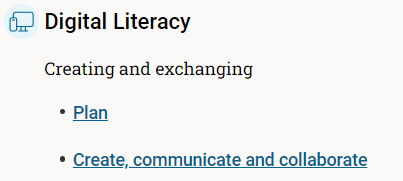 Digital Literacy
Creating and exchanging
• Plan
• Create, communicate and collaborate